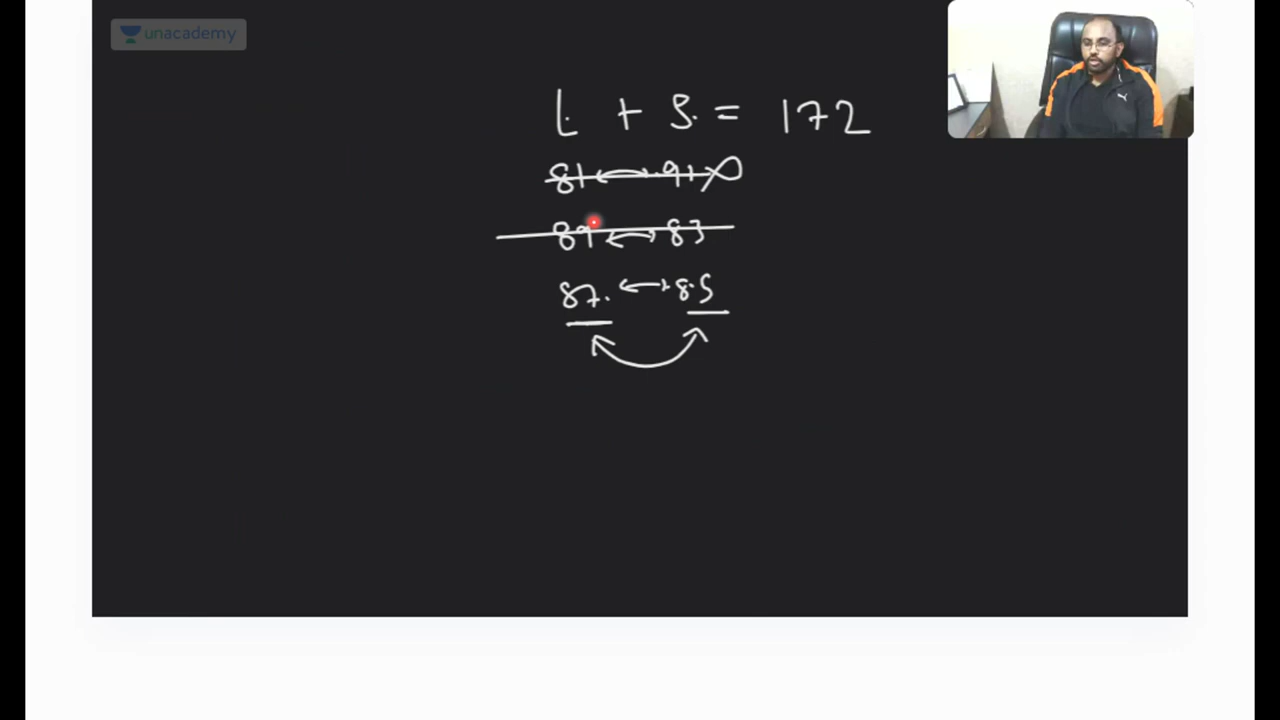 unacademy
L + S = 172
81 ↔ 91
89 ↔ 83
87 ↔ 85